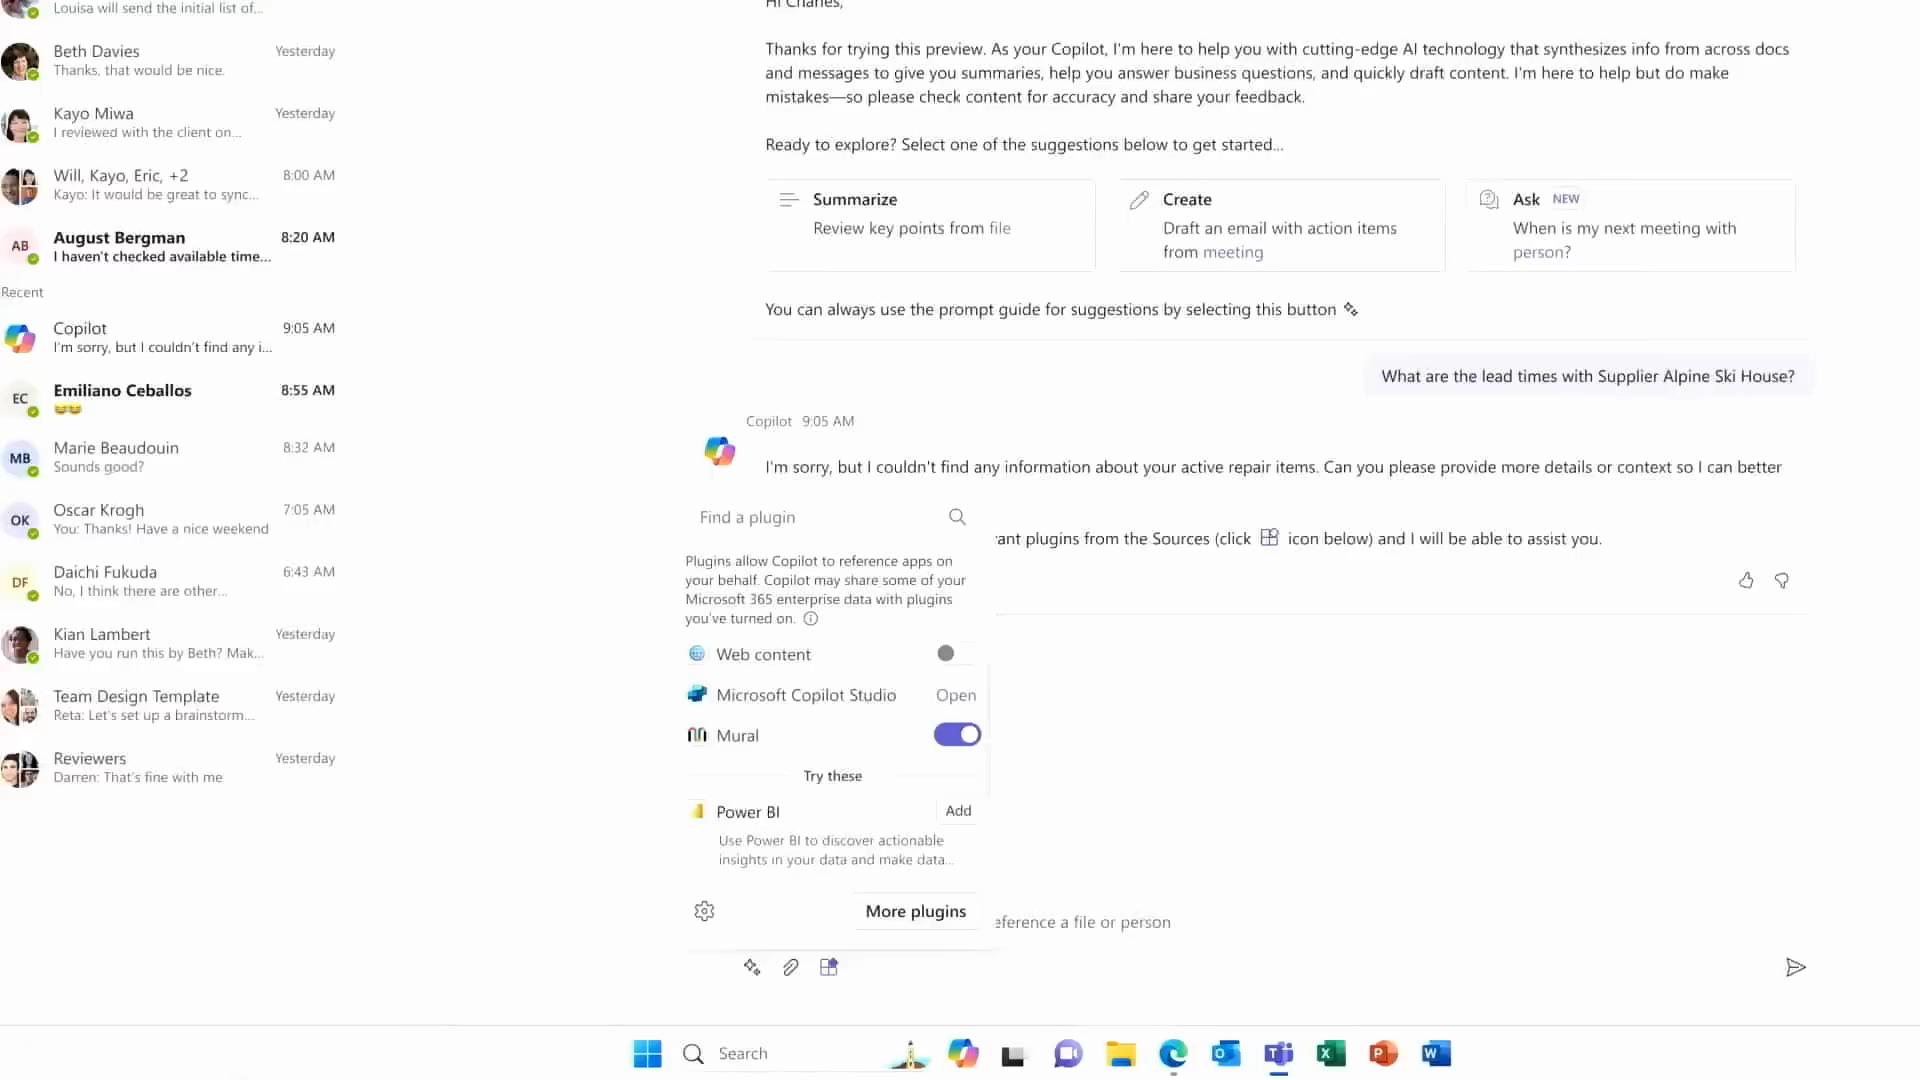 Louisa will send the initial list of...
Beth Davies Yesterday
Thanks, that would be nice.
Kayo Miwa Yesterday
I reviewed with the client on...
Will, Kayo, Eric, +2 8:00 AM
Kayo: It would be great to sync...
AB August Bergman 8:20 AM
I haven't checked available time...
Recent
Copilot 9:05 AM
I'm sorry, but I couldn't find any i...
EC Emiliano Ceballos 8:55 AM
MB Marie Beaudouin 8:32 AM
Sounds good?
OK Oscar Krogh 7:05 AM
You: Thanks! Have a nice weekend
DF Daichi Fukuda 6:43 AM
No, I think there are other...
Kian Lambert Yesterday
Have you run this by Beth? Mak...
Team Design Template Yesterday
Reta: Let's set up a brainstorm...
Reviewers Yesterday
Darren: That's fine with me
Hi Charles,
Thanks for trying this preview. As your Copilot, I'm here to help you with cutting-edge AI technology that synthesizes info from across docs
and messages to give you summaries, help you answer business questions, and quickly draft content. I'm here to help but do make
mistakes—so please check content for accuracy and share your feedback.
Ready to explore? Select one of the suggestions below to get started...
Summarize
Review key points from file
Create
Draft an email with action items
from meeting
Ask NEW
When is my next meeting with
person?
You can always use the prompt guide for suggestions by selecting this button
What are the lead times with Supplier Alpine Ski House?
Copilot 9:05 AM
I'm sorry, but I couldn't find any information about your active repair items. Can you please provide more details or context so I can better
vant plugins from the Sources (click icon below) and I will be able to assist you.
Find a plugin
Plugins allow Copilot to reference apps on
your behalf. Copilot may share some of your
Microsoft 365 enterprise data with plugins
you've turned on.
Web content
Microsoft Copilot Studio Open
Mural
Try these
Power BI Add
Use Power BI to discover actionable
insights in your data and make data...
More plugins
eference a file or person
Search